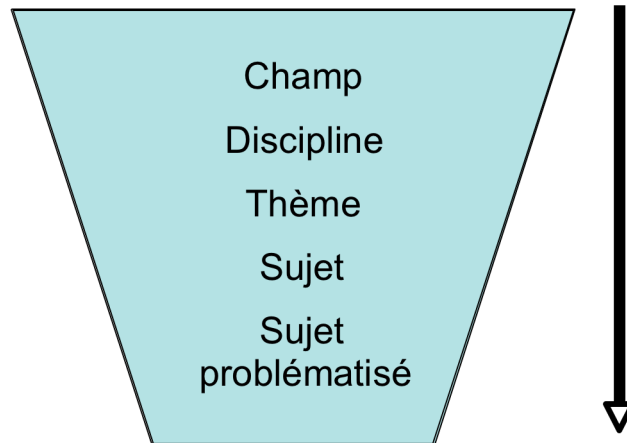 Champ
Discipline
Thème
Sujet
Sujet
problématisé